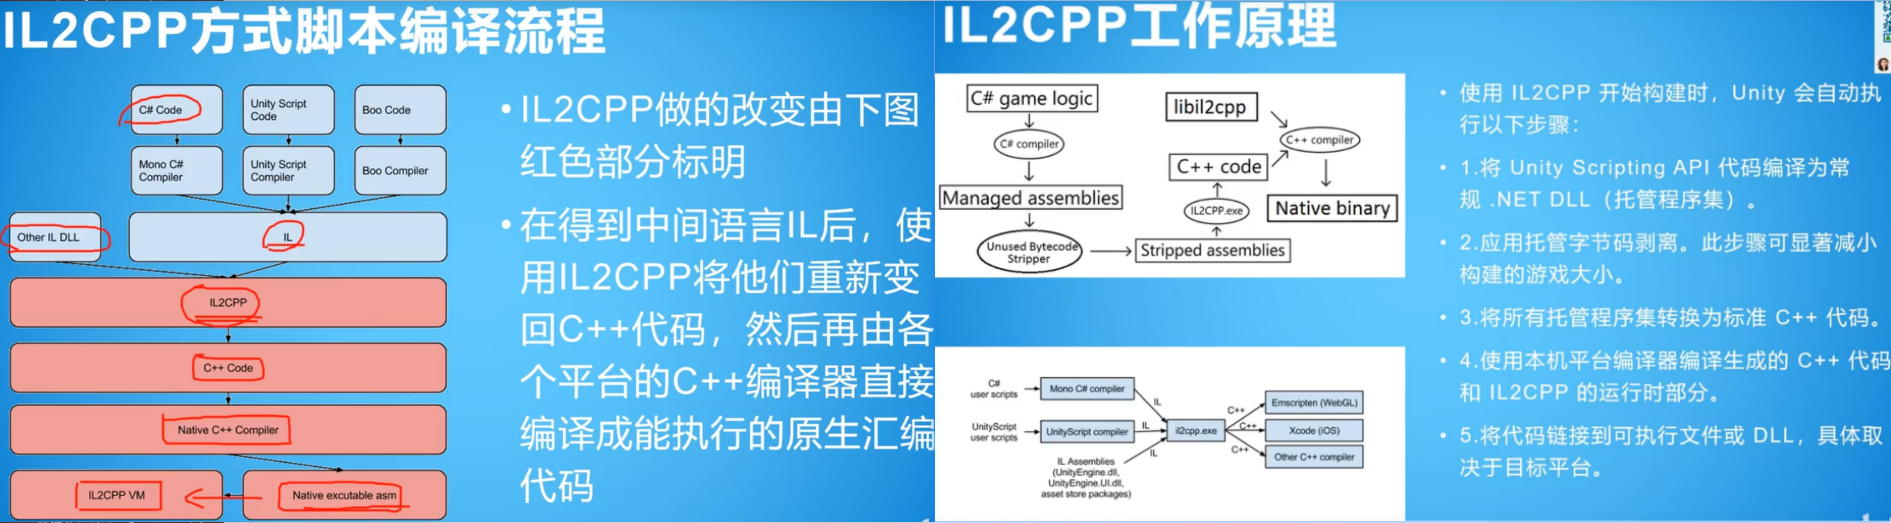 IL2CPP方式脚本编译流程
C# Code
Unity Script
Code
Boo Code
Mono C#
Compiler
Unity Script
Compiler
Boo Compiler
Other IL DLL
IL
IL2CPP
C++ Code
Native C++ Compiler
IL2CPP VM
Native excutable asm
• IL2CPP做的改变由下图
红色部分标明
• 在得到中间语言IL后，使
用IL2CPP将他们重新变
回C++代码，然后再由各
个平台的C++编译器直接
编译成能执行的原生汇编
代码
IL2CPP工作原理
C# game logic
C# compiler
Managed assemblies
Unused Bytecode
Stripper
Stripped assemblies
IL2CPP.exe
C++ code
libil2cpp
C++ compiler
Native binary
C#
user scripts
Mono C# compiler
IL
UnityScript
user scripts
UnityScript compiler
IL
IL
IL Assemblies
(UnityEngine.dll,
UnityEngine.UI.dll,
asset store packages)
il2cpp.exe
C++
C++
C++
Emscripten (WebGL)
Xcode (iOS)
Other C++ compiler
• 使用 IL2CPP 开始构建时，Unity 会自动执
行以下步骤：
• 1.将 Unity Scripting API 代码编译为常
规 .NET DLL（托管程序集）。
• 2.应用托管字节码剥离。此步骤可显著减小
构建的游戏大小。
• 3.将所有托管程序集转换为标准 C++ 代码。
• 4.使用本机平台编译器编译生成的 C++ 代码
和 IL2CPP 的运行时部分。
• 5.将代码链接到可执行文件或 DLL，具体取
决于目标平台。